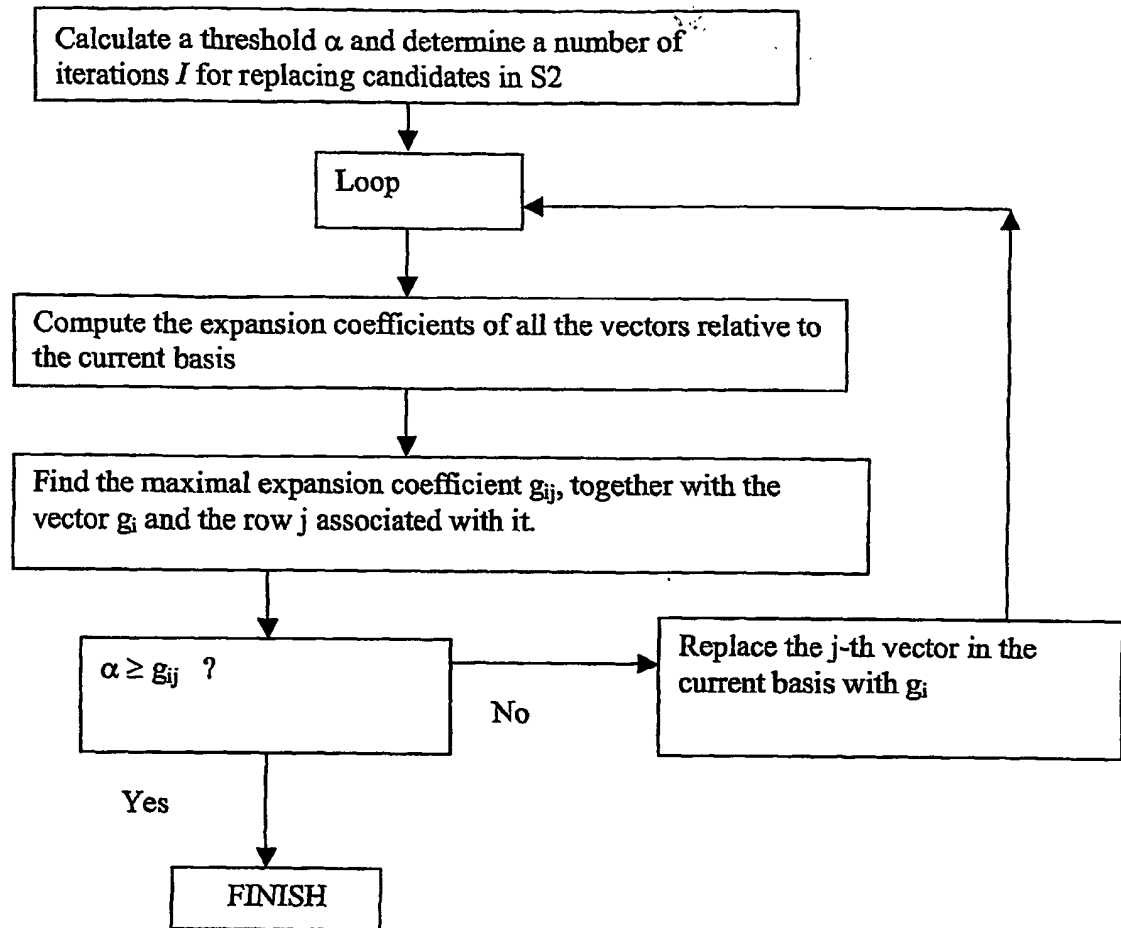 Calculate a threshold α and determine a number of
iterations I for replacing candidates in S2
Loop
Compute the expansion coefficients of all the vectors relative to
the current basis
Find the maximal expansion coefficient gij, together with the
vector gi and the row j associated with it.
α ≥ gij ?
No
Replace the j-th vector in the
current basis with gi
Yes
FINISH